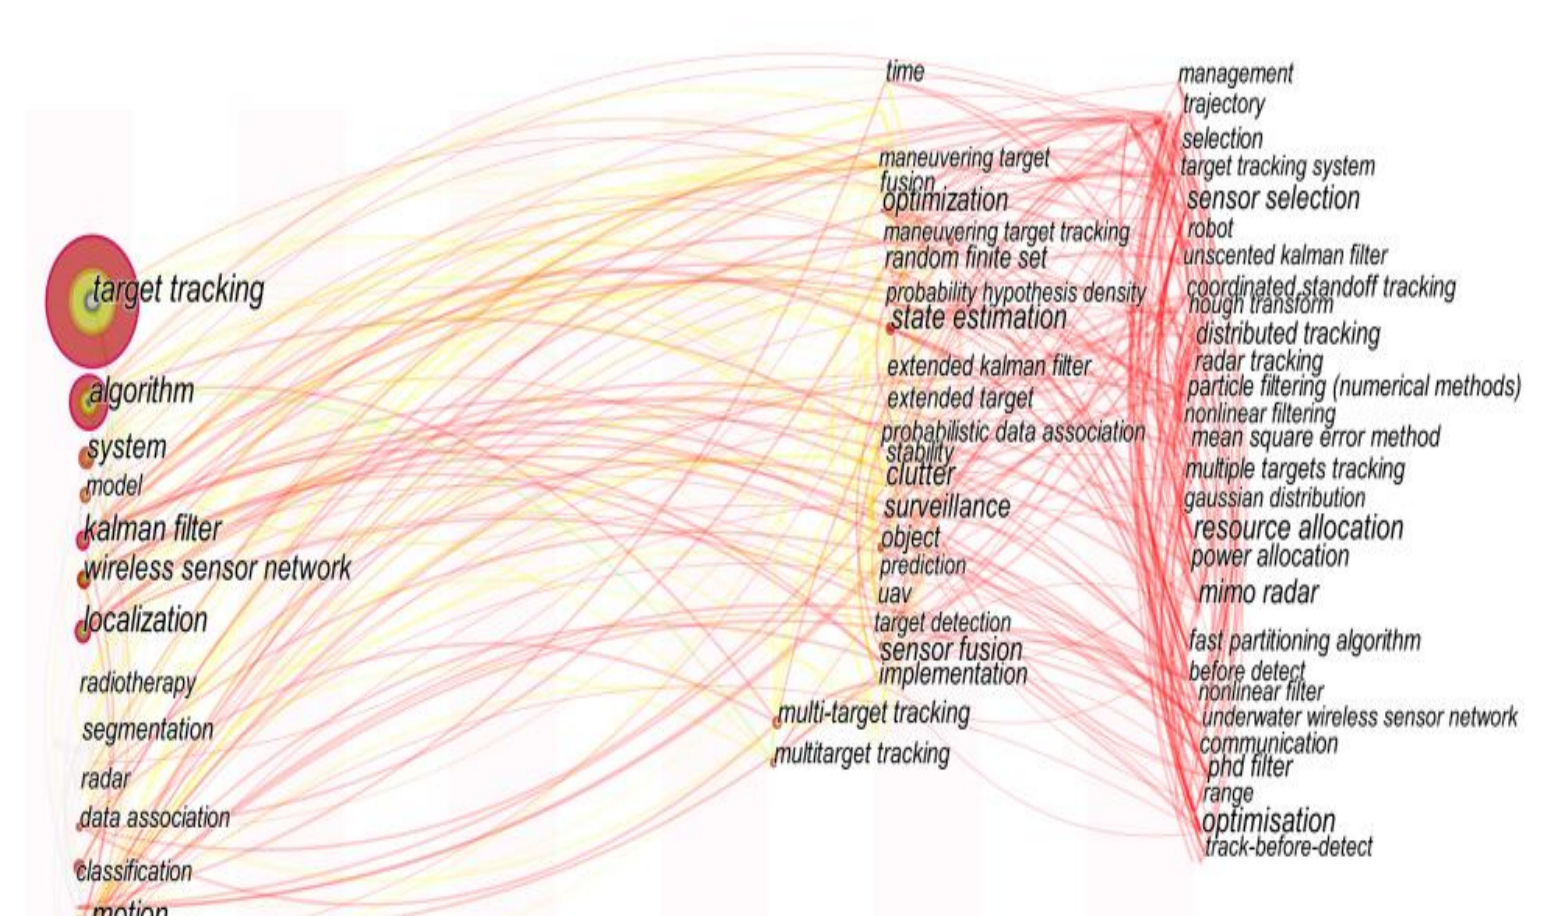 target tracking
algorithm
system
model
kalman filter
wireless sensor network
localization
radiotherapy
segmentation
radar
data association
classification
motion
time
maneuvering target
fusion
optimization
maneuvering target tracking
random finite set
probability hypothesis density
state estimation
extended kalman filter
extended target
probabilistic data association
stability
clutter
surveillance
object
prediction
uav
target detection
sensor fusion
implementation
multi-target tracking
multitarget tracking
management
trajectory
selection
target tracking system
sensor selection
robot
unscented kalman filter
coordinated standoff tracking
hough transform
distributed tracking
radar tracking
particle filtering (numerical methods)
nonlinear filtering
mean square error method
multiple targets tracking
gaussian distribution
resource allocation
power allocation
mimo radar
fast partitioning algorithm
before detect
nonlinear filter
underwater wireless sensor network
communication
phd filter
range
optimisation
track-before-detect